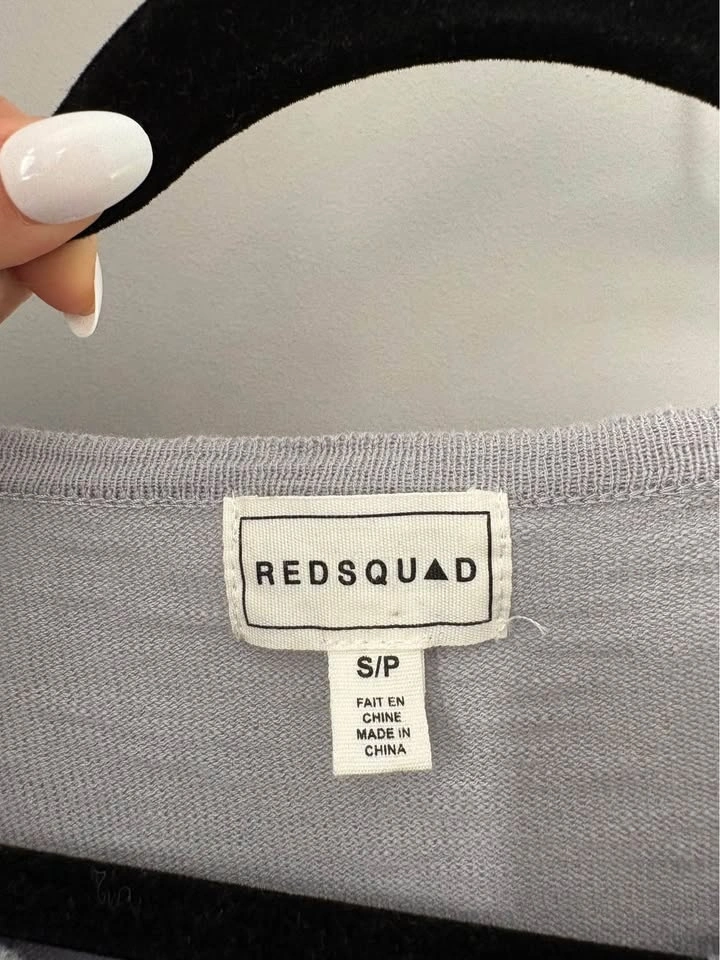 REDSQU▲D
S/P
FAIT EN
CHINE
MADE IN
CHINA